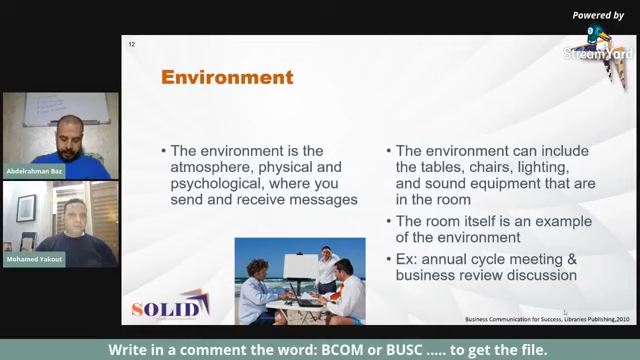 Powered by
StreamYard
12
Environment
• The environment is the
atmosphere, physical and
psychological, where you
send and receive messages
• The environment can include
the tables, chairs, lighting,
and sound equipment that are
in the room
• The room itself is an example
of the environment
• Ex: annual cycle meeting &
business review discussion
Abdelrahman Baz
Mohamed Yakout
SOLID
Business Communication for Success, Libraries Publishing,2010
Write in a comment the word: BCOM or BUSC ..... to get the file.